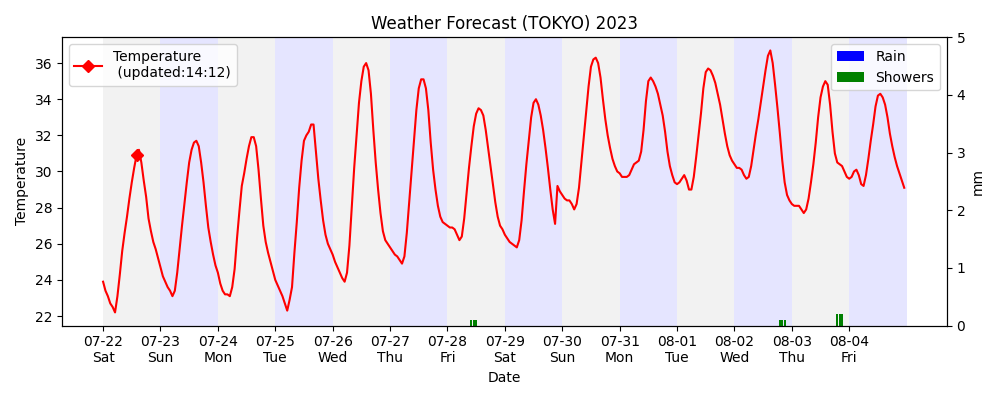 Weather Forecast (TOKYO) 2023
Temperature
(updated:14:12)
Rain
Showers
Temperature
36
34
32
30
28
26
24
22
5
4
3
2
1
0
mm
07-22 07-23 07-24 07-25 07-26 07-27 07-28 07-29 07-30 07-31 08-01 08-02 08-03 08-04
Sat Sun Mon Tue Wed Thu Fri Sat Sun Mon Tue Wed Thu Fri
Date